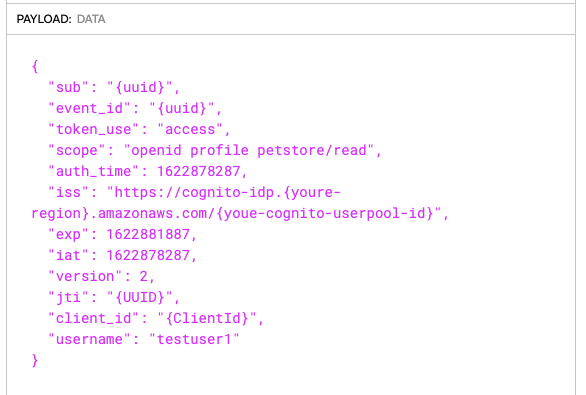 PAYLOAD: DATA
{
"sub": "{uuid}",
"event_id": "{uuid}",
"token_use": "access",
"scope": "openid profile petstore/read",
"auth_time": 1622878287,
"iss": "https://cognito-idp.{youre-
region}.amazonaws.com/{youe-cognito-userpool-id}",
"exp": 1622881887,
"iat": 1622878287,
"version": 2,
"jti": "{UUID}",
"client_id": "{ClientId}",
"username": "testuser1"
}